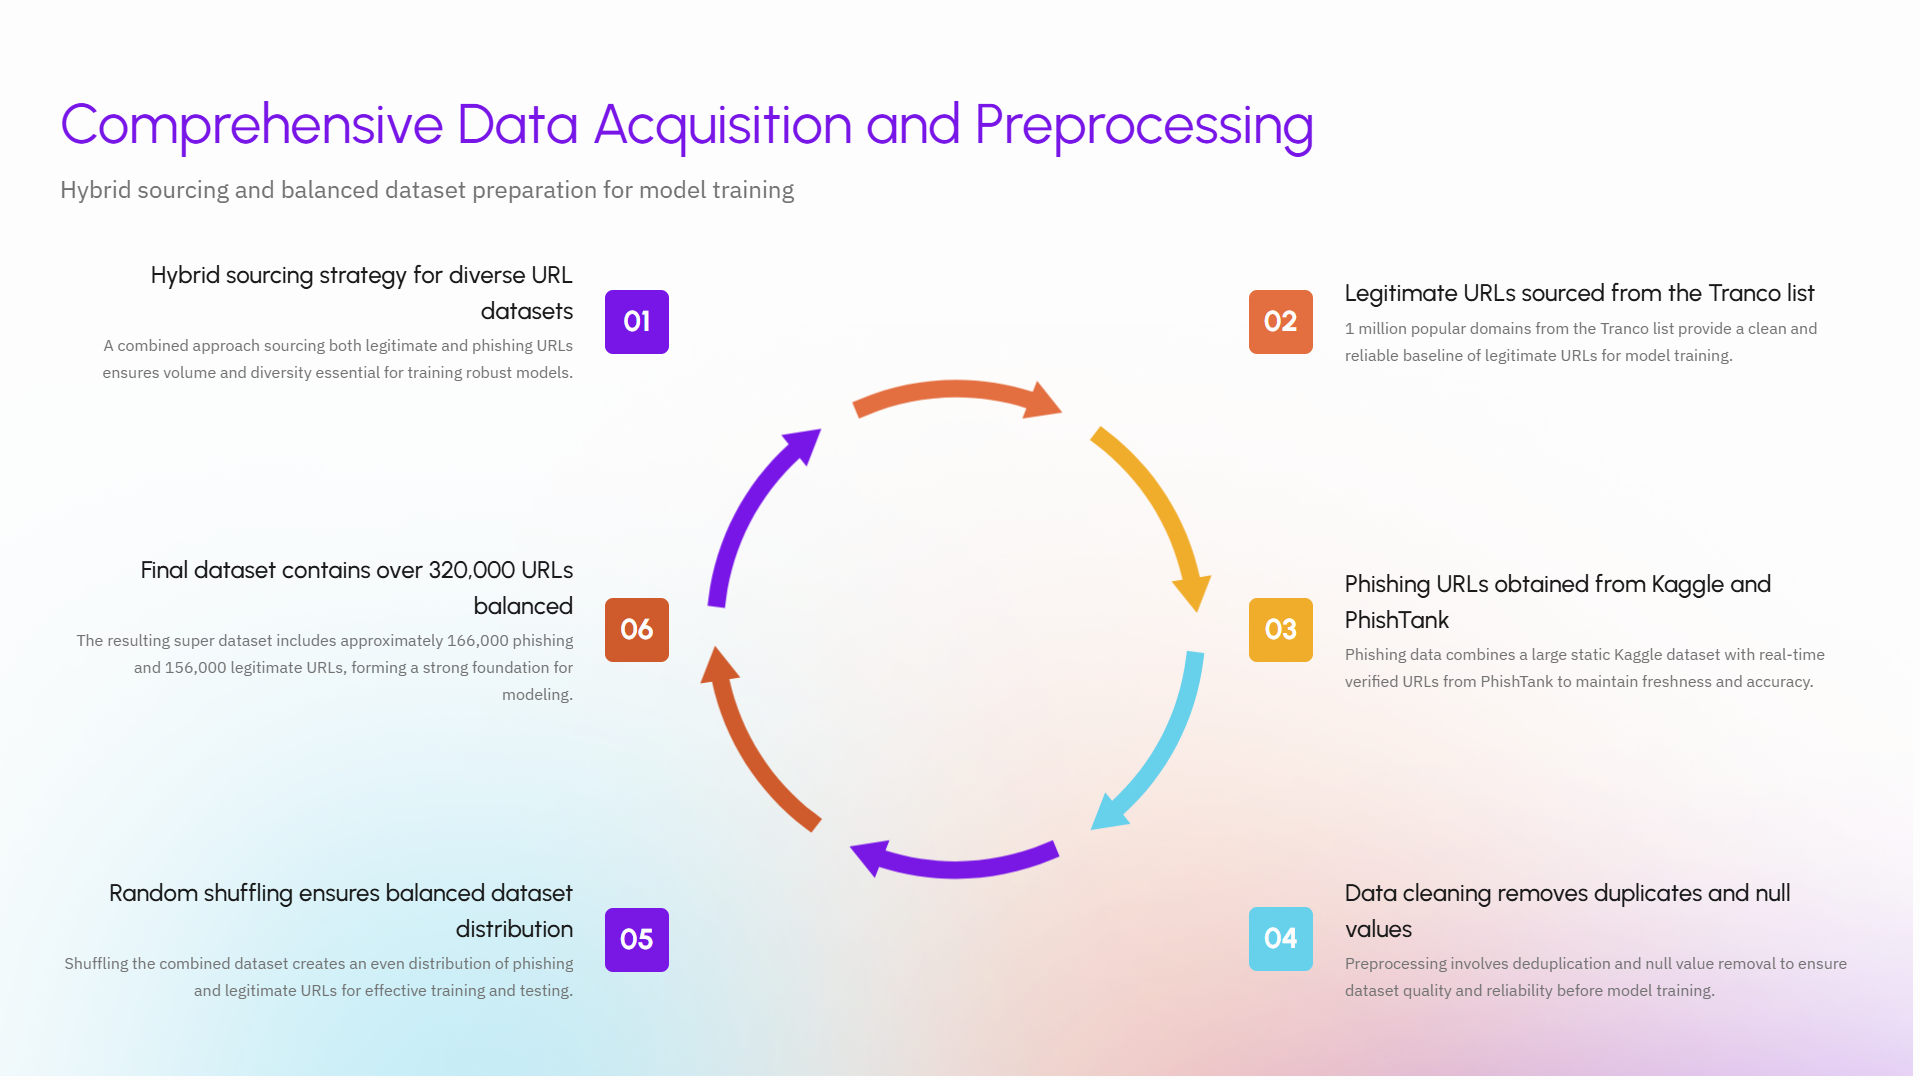 Comprehensive Data Acquisition and Preprocessing
Hybrid sourcing and balanced dataset preparation for model training
Hybrid sourcing strategy for diverse URL
datasets
A combined approach sourcing both legitimate and phishing URLs
ensures volume and diversity essential for training robust models.
01
02
Legitimate URLs sourced from the Tranco list
1 million popular domains from the Tranco list provide a clean and
reliable baseline of legitimate URLs for model training.
03
Phishing URLs obtained from Kaggle and
PhishTank
Phishing data combines a large static Kaggle dataset with real-time
verified URLs from PhishTank to maintain freshness and accuracy.
04
Data cleaning removes duplicates and null
values
Preprocessing involves deduplication and null value removal to ensure
dataset quality and reliability before model training.
Random shuffling ensures balanced dataset
distribution
Shuffling the combined dataset creates an even distribution of phishing
and legitimate URLs for effective training and testing.
05
Final dataset contains over 320,000 URLs
balanced
The resulting super dataset includes approximately 166,000 phishing
and 156,000 legitimate URLs, forming a strong foundation for
modeling.
06